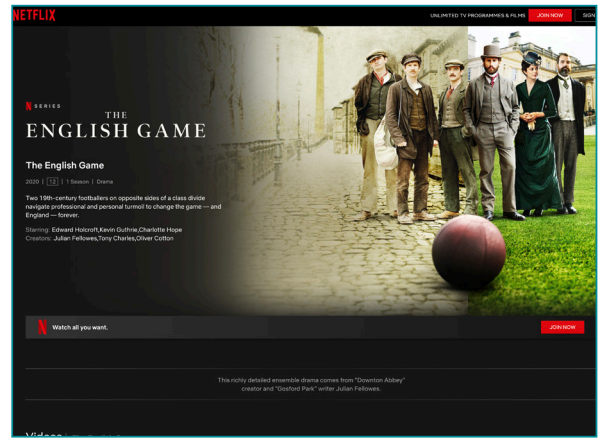 NETFLIX
UNLIMITED TV PROGRAMMES & FILMS JOIN NOW SIGN
N SERIES
THE
ENGLISH GAME
The English Game
2020 | 12 | 1 Season | Drama
Two 19th-century footballers on opposite sides of a class divide
navigate professional and personal turmoil to change the game — and
England — forever.
Starring: Edward Holcroft,Kevin Guthrie,Charlotte Hope
Creators: Julian Fellowes,Tony Charles,Oliver Cotton
N Watch all you want. JOIN NOW
This richly detailed ensemble drama comes from "Downton Abbey"
creator and "Gosford Park" writer Julian Fellowes.
Videos